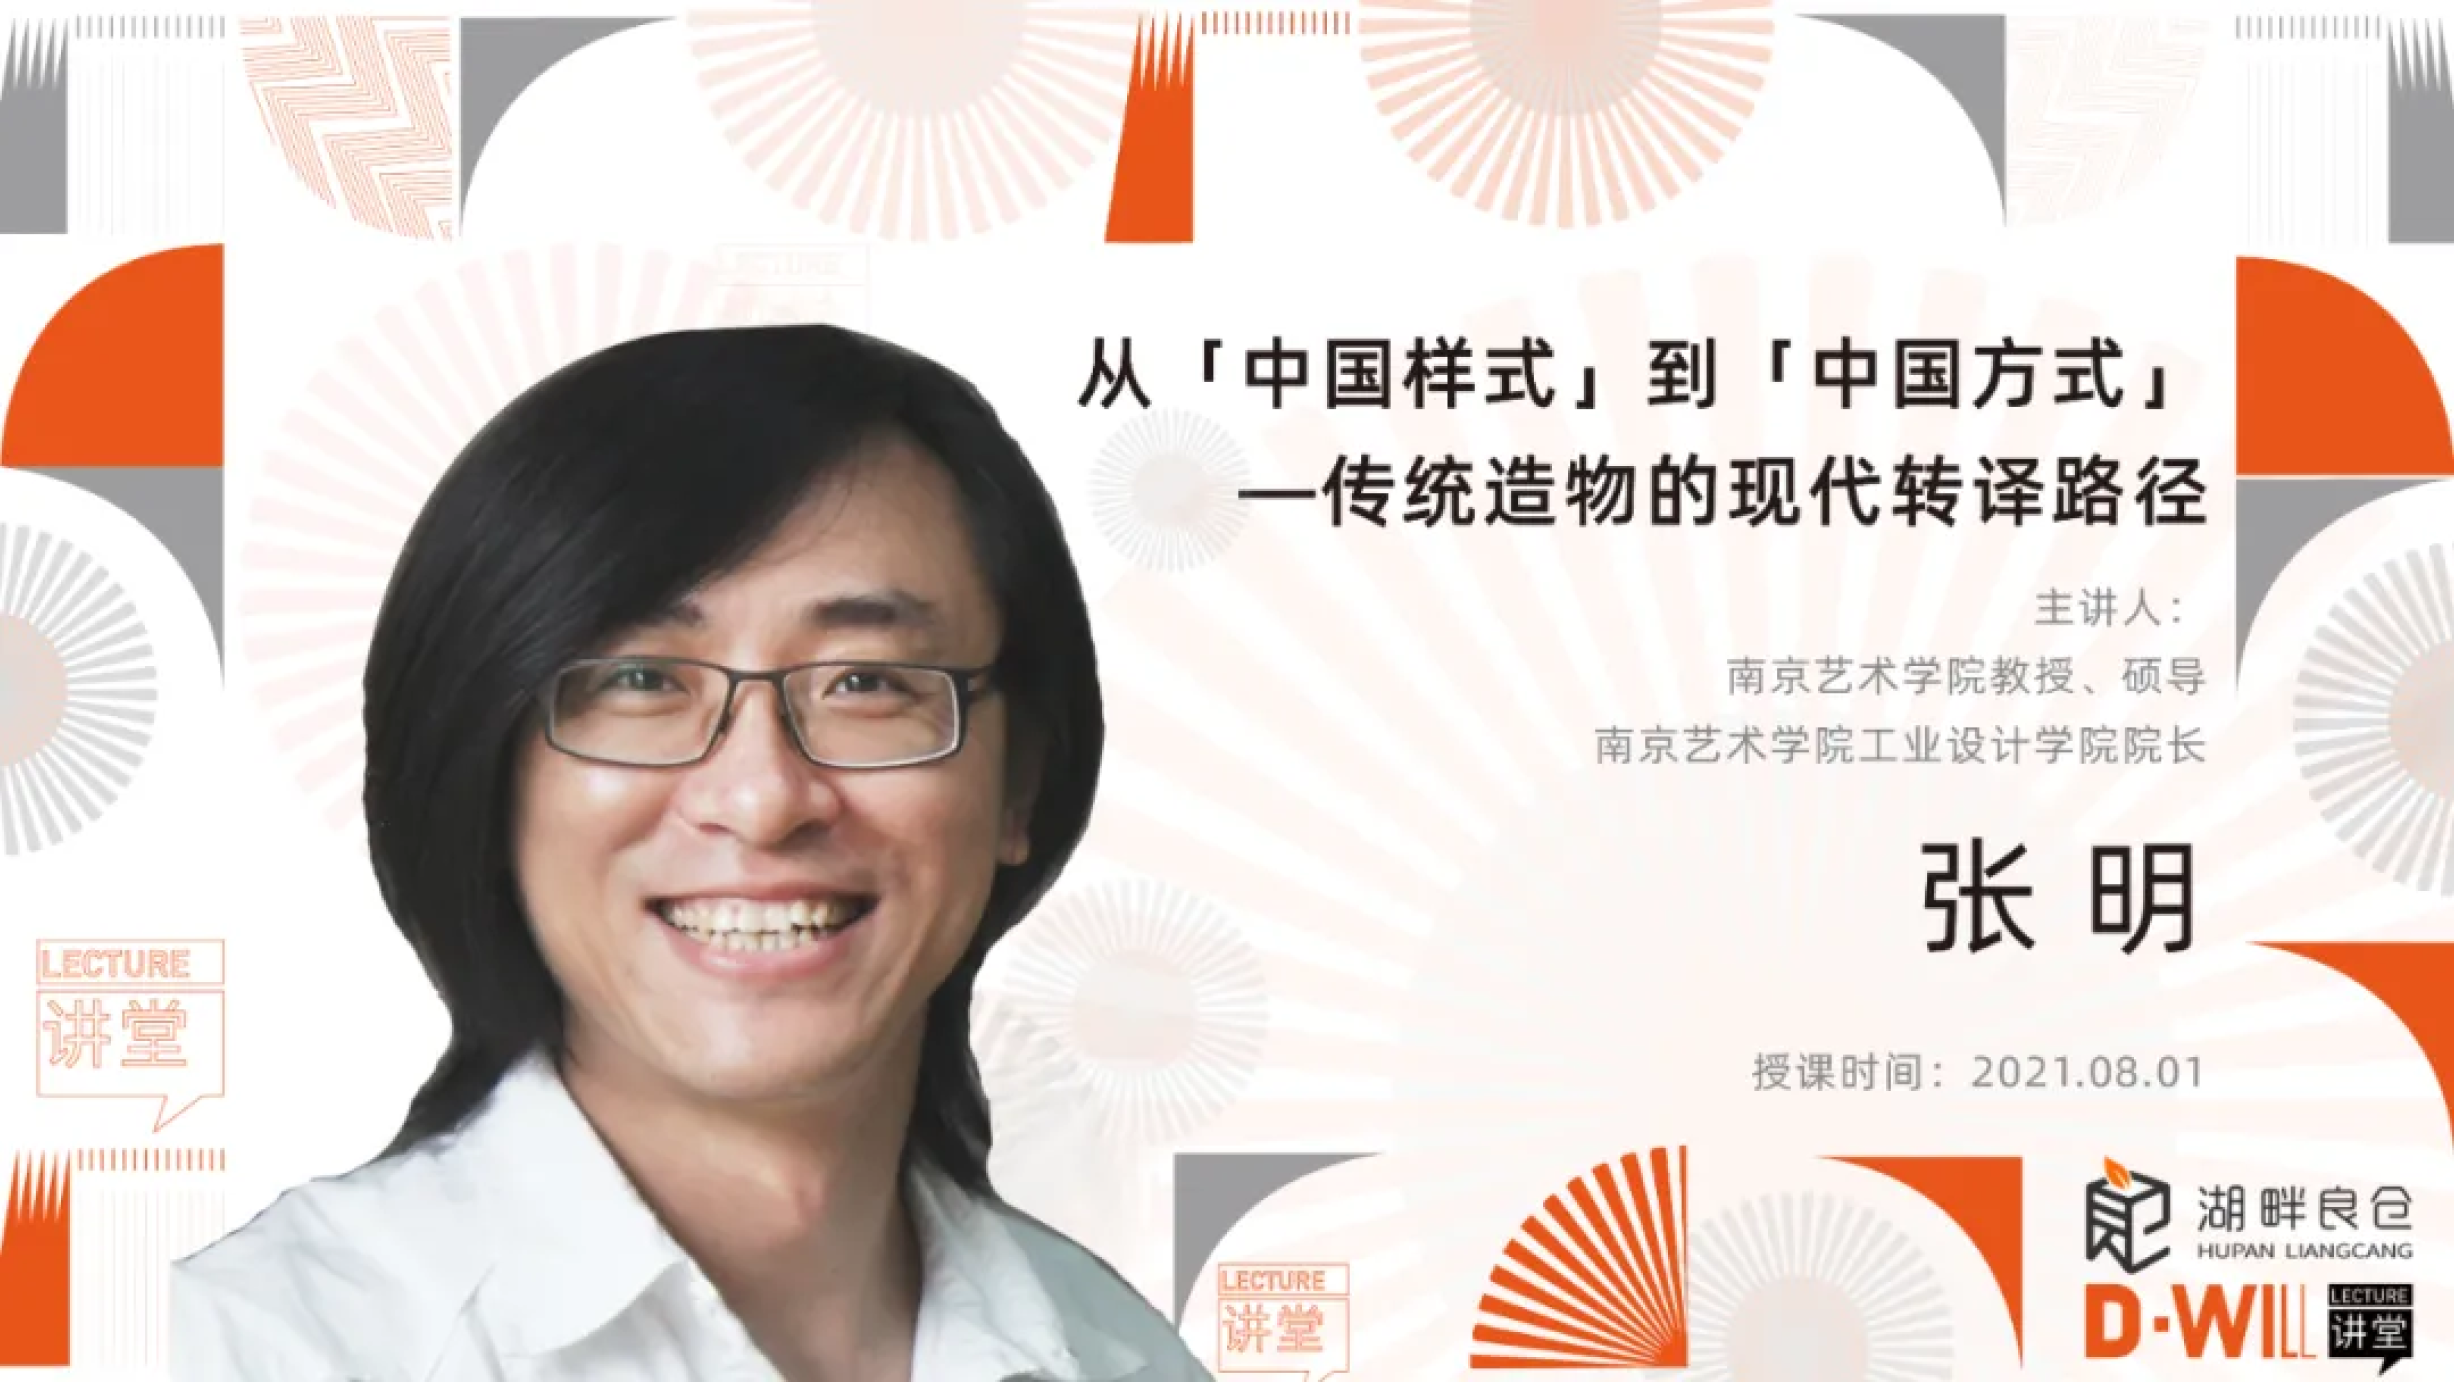 从「中国样式」到「中国方式」
—传统造物的现代转译路径
主讲人：
南京艺术学院教授、硕导
南京艺术学院工业设计学院院长
张 明
授课时间：2021.08.01
LECTURE
讲堂
LECTURE
讲堂
湖畔良仓
HUPAN LIANGCANG
D·WILL
LECTURE
讲堂